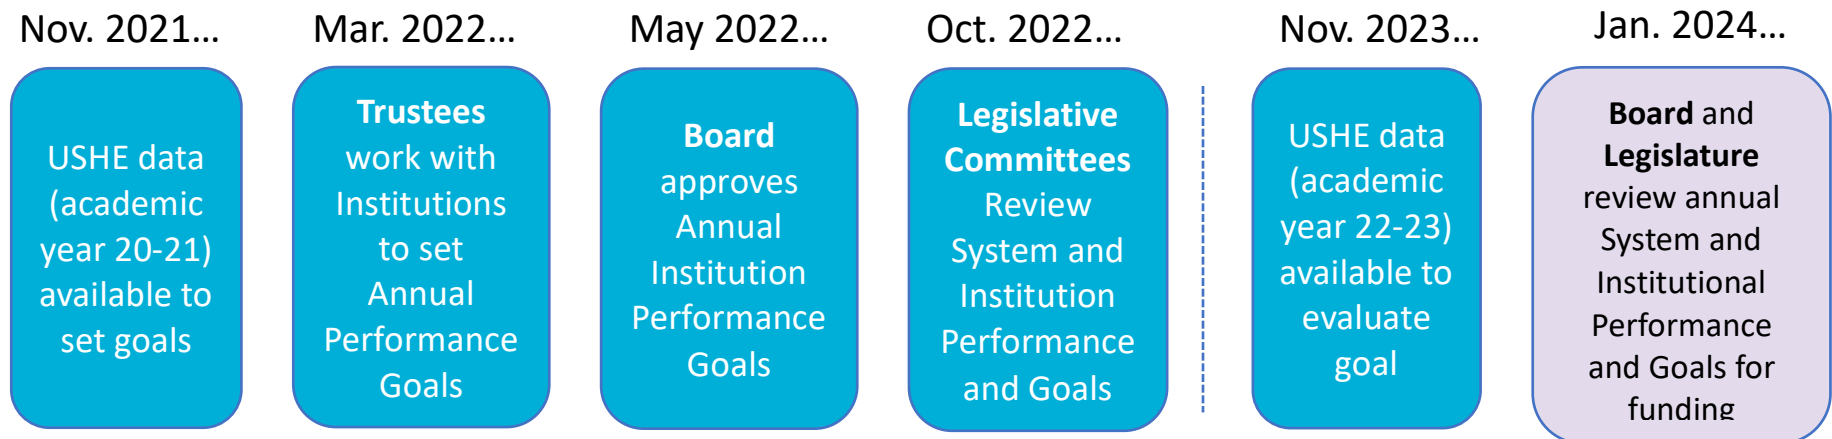 Nov. 2021...
Mar. 2022...
May 2022...
Oct. 2022...
Nov. 2023...
Jan. 2024...
USHE data
(academic
year 20-21)
available to
set goals
Trustees
work with
Institutions
to set
Annual
Performance
Goals
Board
approves
Annual
Institution
Performance
Goals
Legislative
Committees
Review
System and
Institution
Performance
and Goals
USHE data
(academic
year 22-23)
available to
evaluate
goal
Board and
Legislature
review annual
System and
Institutional
Performance
and Goals for
funding